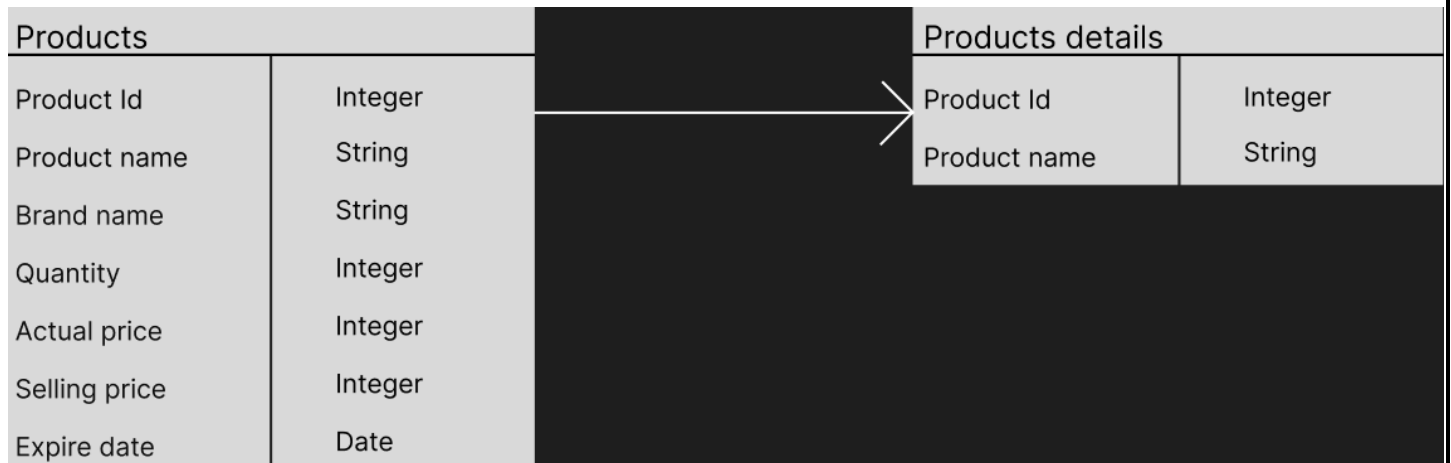 Products
Product Id Integer
Product name String
Brand name String
Quantity Integer
Actual price Integer
Selling price Integer
Expire date Date
Products details
Product Id Integer
Product name String